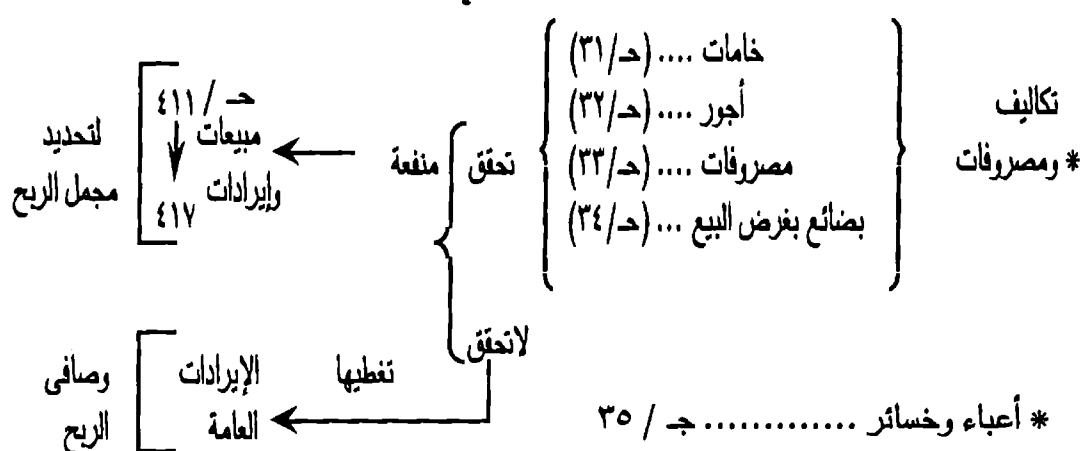 تكاليف
* ومصروفات
خامات .... (حـ/٣١)
أجور .... (حـ/٣٢)
مصروفات .... (حـ/٣٣)
بضائع بغرض البيع ... (حـ/٣٤)
تحقق
منفعة
حـ / ٤١١
مبيعات
وإيرادات
٤١٧
لتحديد
مجمل الربح
لاتحقق
تغطيها
الإيرادات
العامة
وصافى
الربح
* أعباء وخسائر ............. جـ / ٣٥